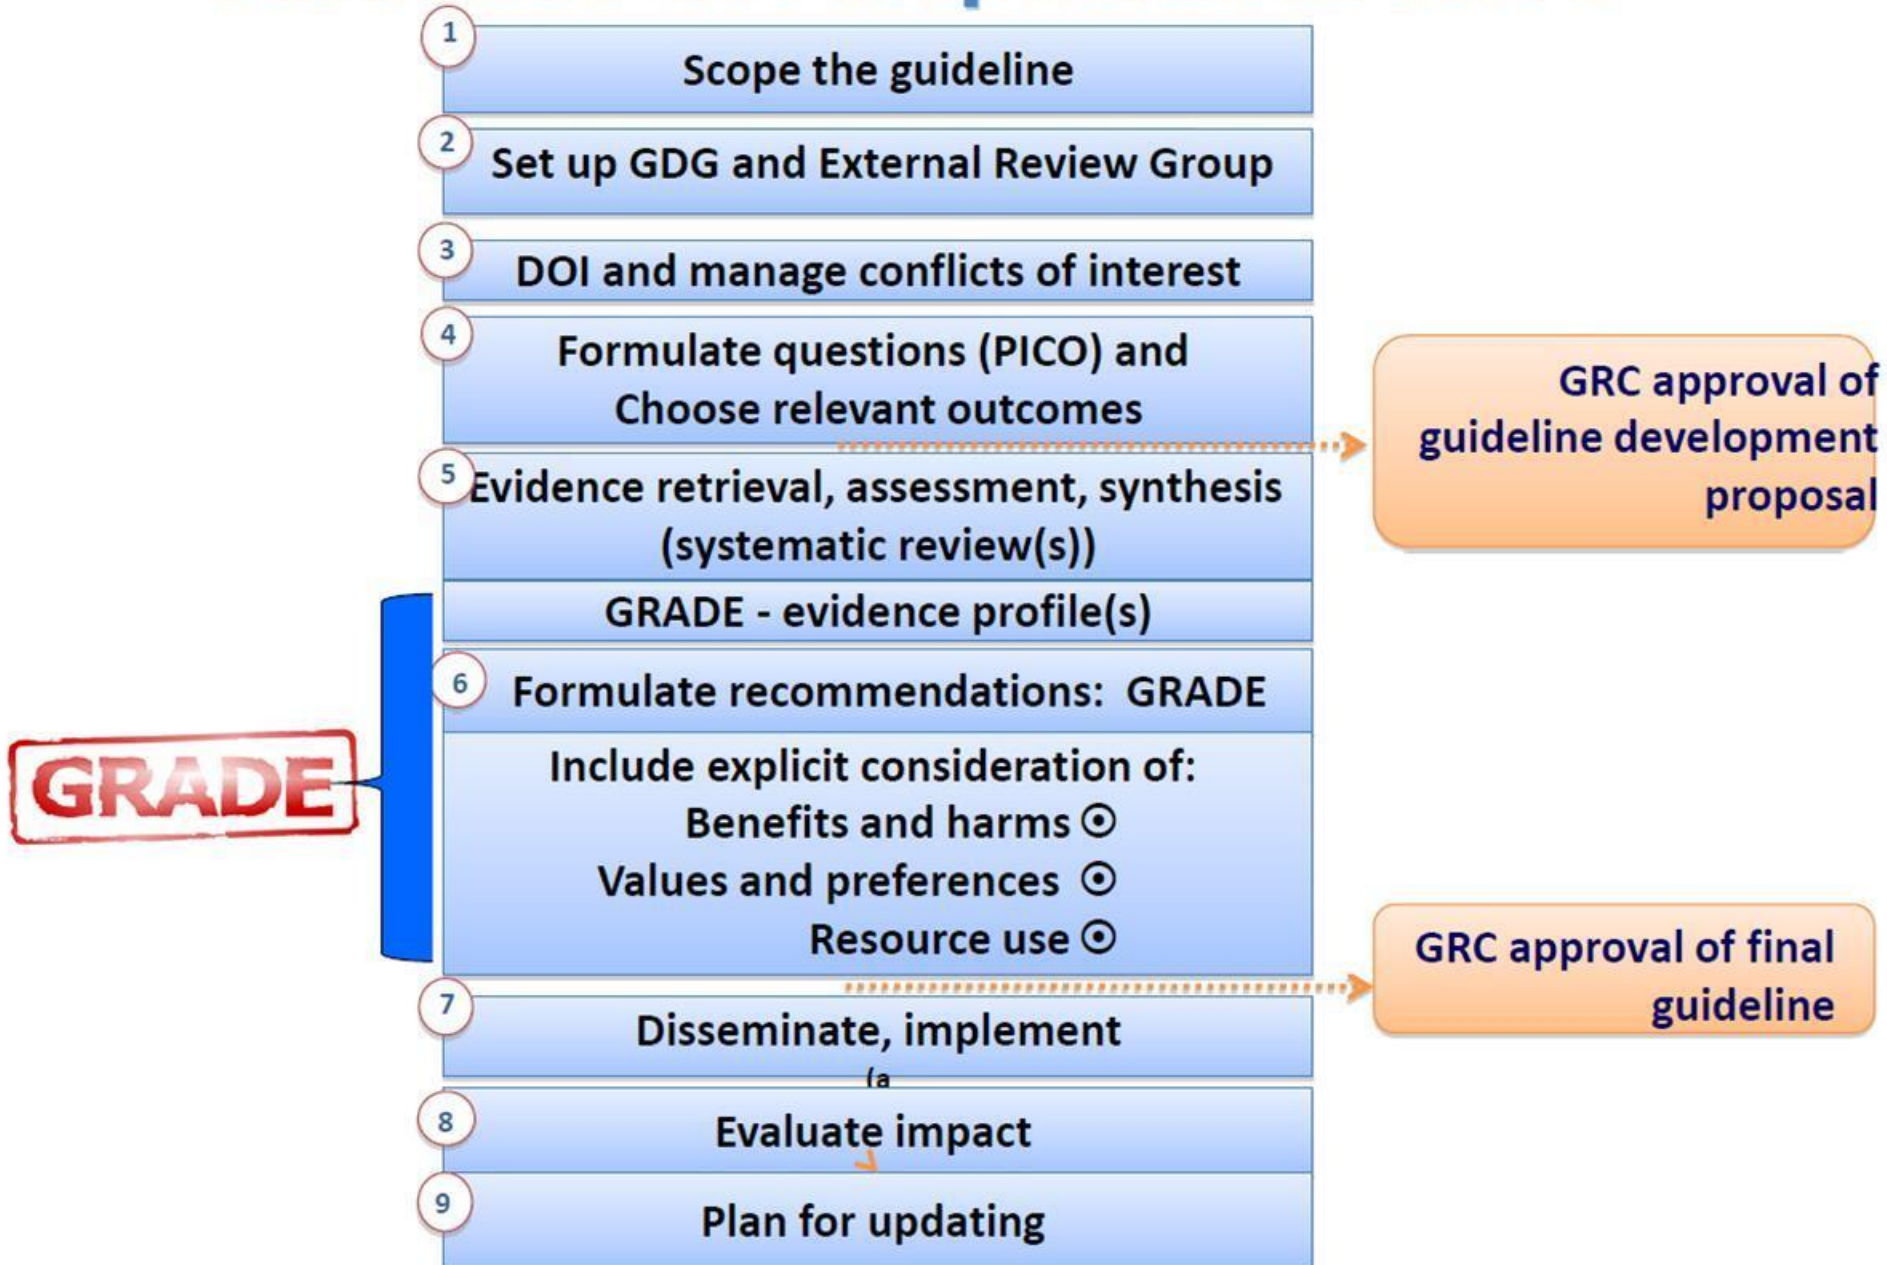 1
Scope the guideline
2
Set up GDG and External Review Group
3
DOI and manage conflicts of interest
4
Formulate questions (PICO) and
Choose relevant outcomes
GRC approval of
guideline development
proposal
5
Evidence retrieval, assessment, synthesis
(systematic review(s))
GRADE - evidence profile(s)
6
Formulate recommendations: GRADE
GRADE
Include explicit consideration of:
Benefits and harms ⊙
Values and preferences ⊙
Resource use ⊙
GRC approval of final
guideline
7
Disseminate, implement
(a
8
Evaluate impact
9
Plan for updating